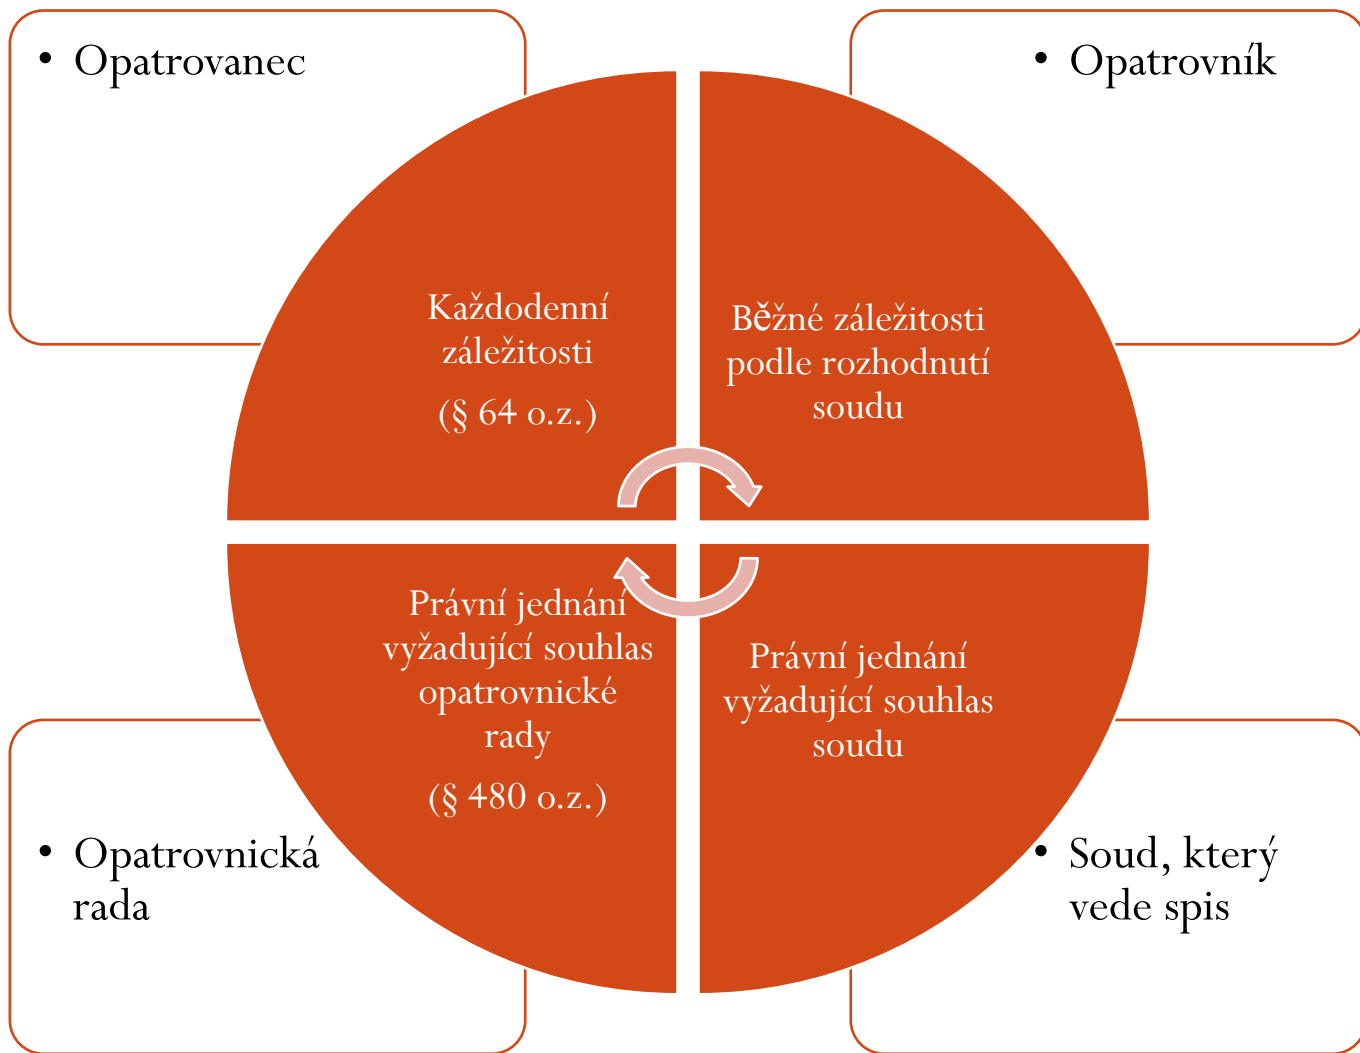 • Opatrovanec
• Opatrovník
Každodenní
záležitosti
(§ 64 o.z.)
Běžné záležitosti
podle rozhodnutí
soudu
Právní jednání
vyžadující souhlas
opatrovnické
rady
(§ 480 o.z.)
Právní jednání
vyžadující souhlas
soudu
• Opatrovnická
rada
• Soud, který
vede spis